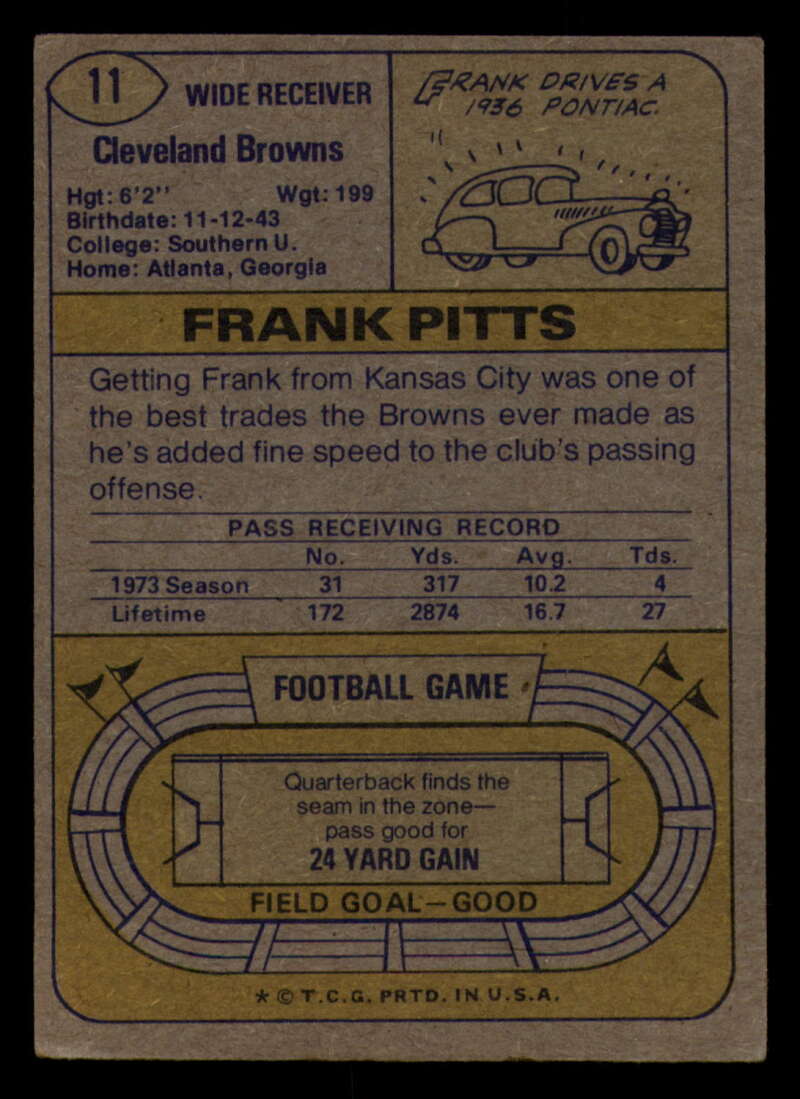 11
WIDE RECEIVER
Cleveland Browns
Hgt: 6'2" Wgt: 199
Birthdate: 11-12-43
College: Southern U.
Home: Atlanta, Georgia
FRANK DRIVES A
1936 PONTIAC.
FRANK PITTS
Getting Frank from Kansas City was one of
the best trades the Browns ever made as
he's added fine speed to the club's passing
offense.
PASS RECEIVING RECORD
No. Yds. Avg. Tds.
1973 Season 31 317 10.2 4
Lifetime 172 2874 16.7 27
FOOTBALL GAME
Quarterback finds the
seam in the zone—
pass good for
24 YARD GAIN
FIELD GOAL—GOOD
* © T.C.G. PRTD. IN U.S.A.